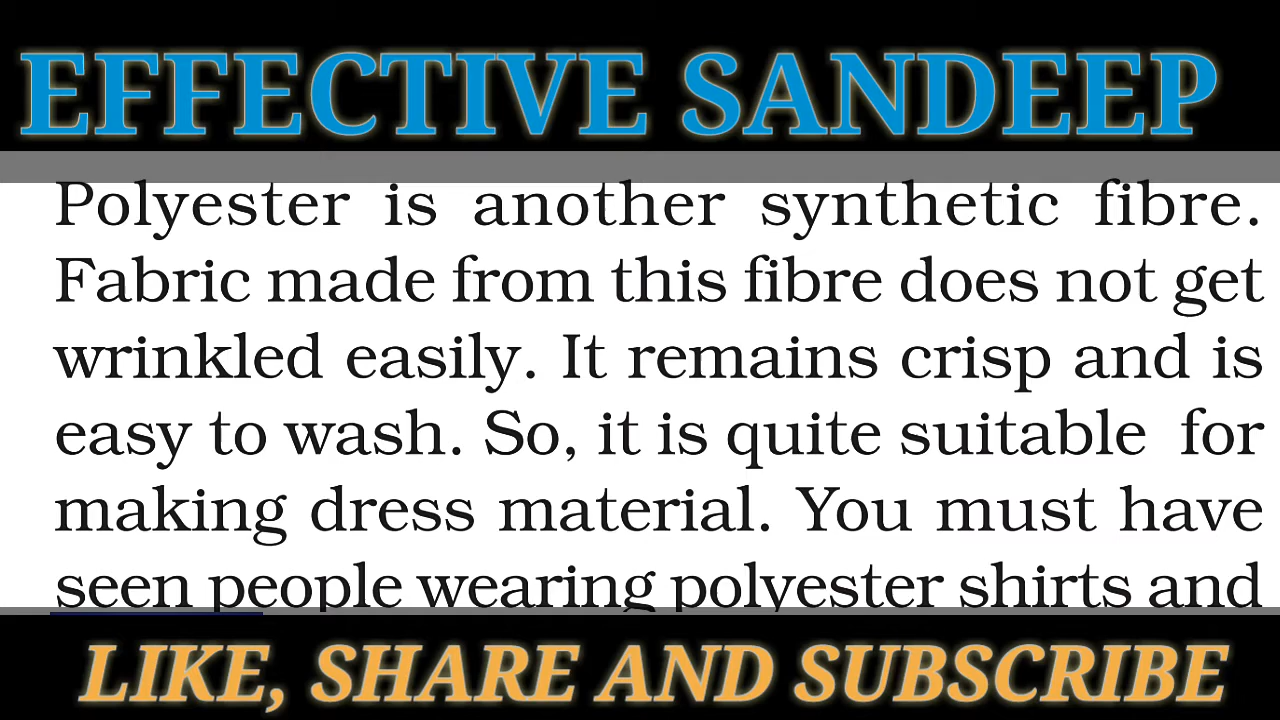 EFFECTIVE SANDEEP
Polyester is another synthetic fibre.
Fabric made from this fibre does not get
wrinkled easily. It remains crisp and is
easy to wash. So, it is quite suitable for
making dress material. You must have
seen people wearing polyester shirts and
LIKE, SHARE AND SUBSCRIBE